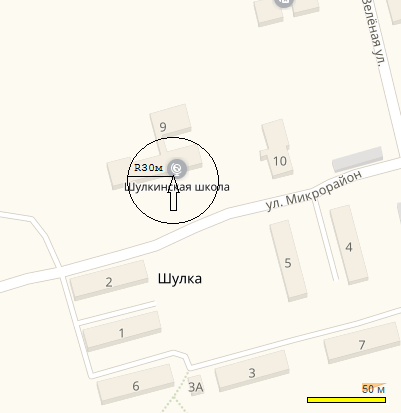 Зелёная ул.
9
R30м
Шулкинская школа
10
ул. Микрорайон
4
5
2
Шулка
1
7
3
6
3А
50 м